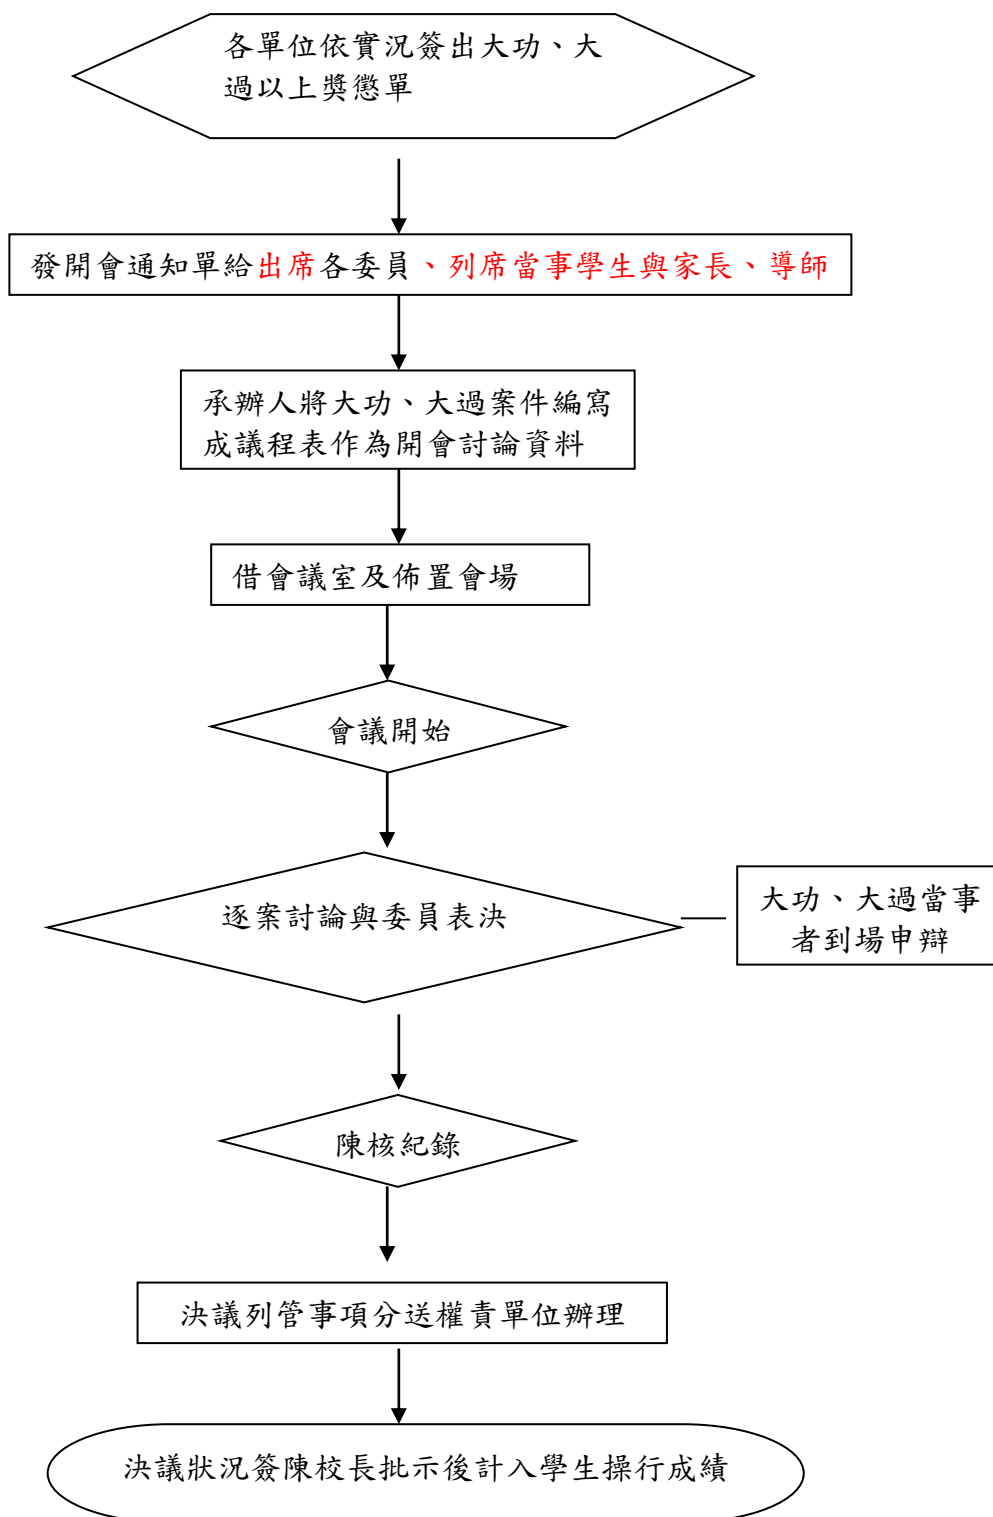 各單位依實況簽出大功、大
過以上獎懲單
發開會通知單給出席各委員、列席當事學生與家長、導師
承辦人將大功、大過案件編寫
成議程表作為開會討論資料
借會議室及佈置會場
會議開始
逐案討論與委員表決
大功、大過當事
者到場申辯
陳核紀錄
決議列管事項分送權責單位辦理
決議狀況簽陳校長批示後計入學生操行成績